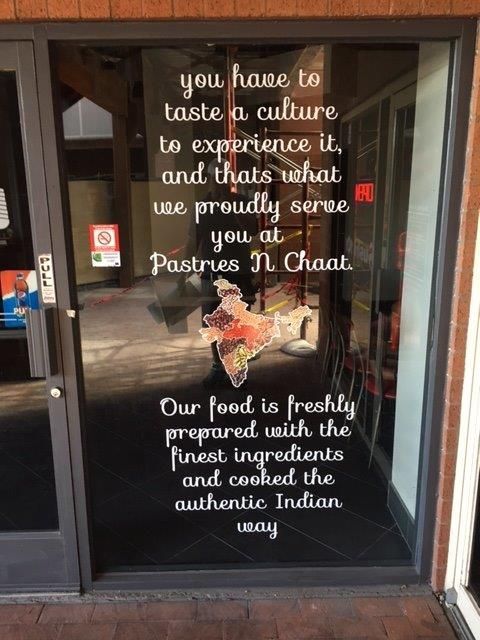 you have to
taste a culture
to experience it,
and thats what
we proudly serve
you at
Pastries N Chaat.
Our food is freshly
prepared with the
finest ingredients
and cooked the
authentic Indian
way
PULL